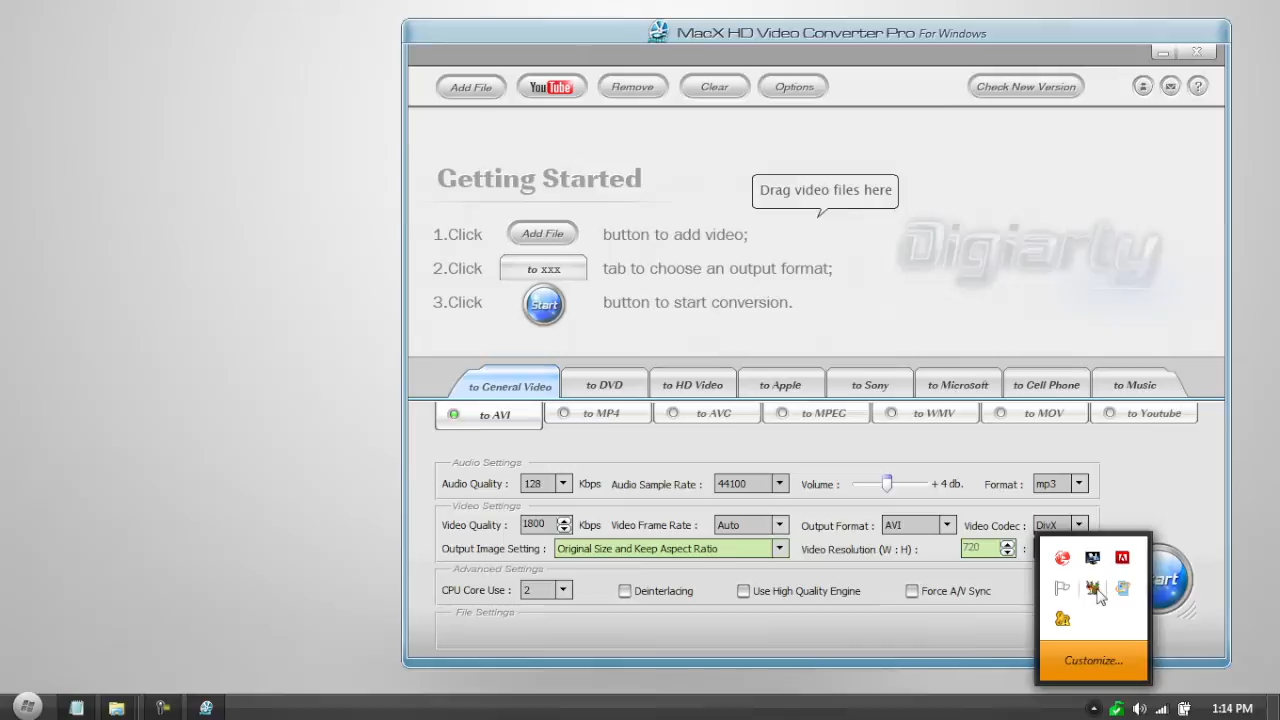 MacX HD Video Converter Pro For Windows
Add File YouTube Remove Clear Options Check New Version ?
Getting Started
Drag video files here
1.Click Add File button to add video;
2.Click to xxx tab to choose an output format;
3.Click Start button to start conversion.
Digiarty
to General Video to DVD to HD Video to Apple to Sony to Microsoft to Cell Phone to Music
to AVI to MP4 to AVC to MPEG to WMV to MOV to Youtube
Audio Settings
Audio Quality : 128 Kbps Audio Sample Rate : 44100 Volume : + 4 db. Format : mp3
Video Settings
Video Quality : 1800 Kbps Video Frame Rate : Auto Output Format : AVI Video Codec : DivX
Output Image Setting : Original Size and Keep Aspect Ratio Video Resolution (W : H) : 720 :
Advanced Settings
CPU Core Use : 2 Deinterlacing Use High Quality Engine Force A/V Sync
art
File Settings
Customize...
1:14 PM